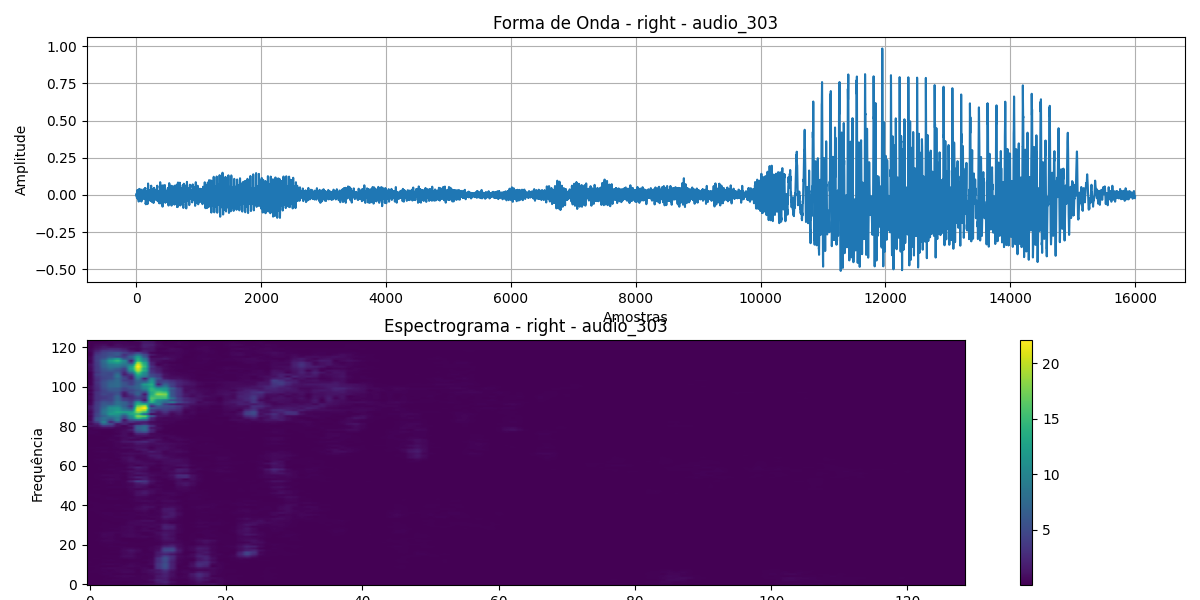 Forma de Onda - right - audio_303
1.00
0.75
0.50
0.25
0.00
−0.25
−0.50
Amplitude
0 2000 4000 6000 8000 10000 12000 14000 16000
Amostras
Espectrograma - right - audio_303
120
100
80
60
40
20
0
Frequência
0 20 40 60 80 100 120
20
15
10
5